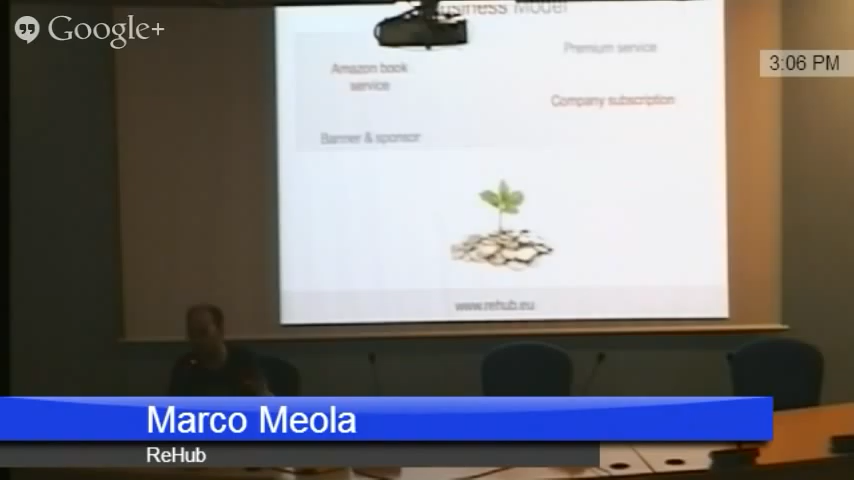 Google+
3:06 PM
Business Model
Premium service
Amazon book
service
Company subscription
Banner & sponsor
www.rehub.eu
Marco Meola
ReHub